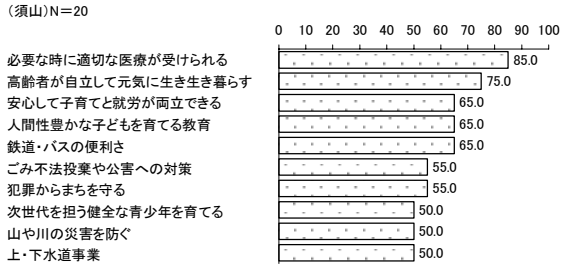 （須山）N＝20
0 10 20 30 40 50 60 70 80 90 100
必要な時に適切な医療が受けられる 85.0
高齢者が自立して元気に生き生き暮らす 75.0
安心して子育てと就労が両立できる 65.0
人間性豊かな子どもを育てる教育 65.0
鉄道・バスの便利さ 65.0
ごみ不法投棄や公害への対策 55.0
犯罪からまちを守る 55.0
次世代を担う健全な青少年を育てる 50.0
山や川の災害を防ぐ 50.0
上・下水道事業 50.0